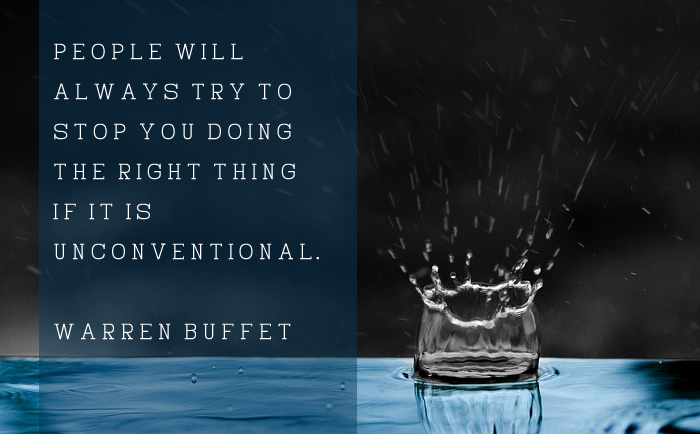 PEOPLE WILL
ALWAYS TRY TO
STOP YOU DOING
THE RIGHT THING
IF IT IS
UNCONVENTIONAL.
WARREN BUFFET